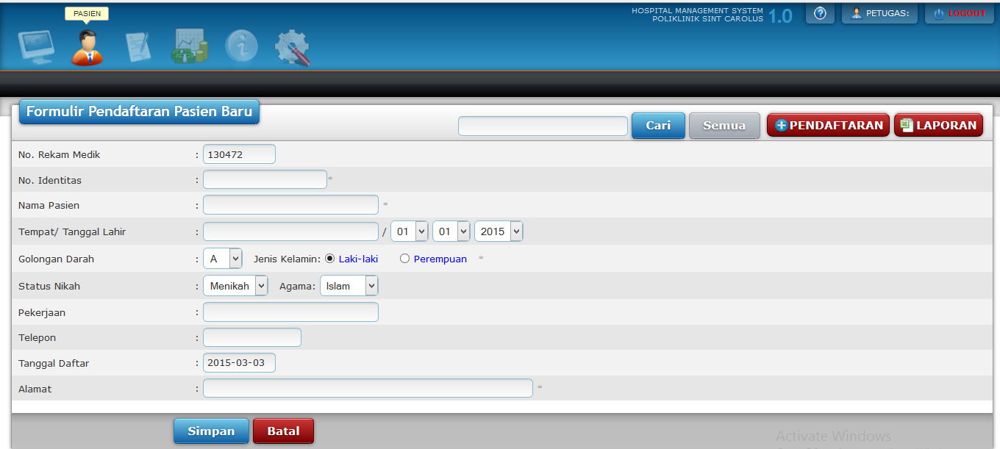 PASIEN
HOSPITAL MANAGEMENT SYSTEM
POLIKLINIK SINT CAROLUS
1.0
?
PETUGAS:
LOGOUT
Formulir Pendaftaran Pasien Baru
Cari
Semua
PENDAFTARAN
LAPORAN
No. Rekam Medik : 130472
No. Identitas : *
Nama Pasien : *
Tempat/ Tanggal Lahir : / 01 01 2015
Golongan Darah : A Jenis Kelamin: Laki-laki Perempuan *
Status Nikah : Menikah Agama: Islam
Pekerjaan :
Telepon :
Tanggal Daftar : 2015-03-03
Alamat : *
Simpan Batal
Activate Windows